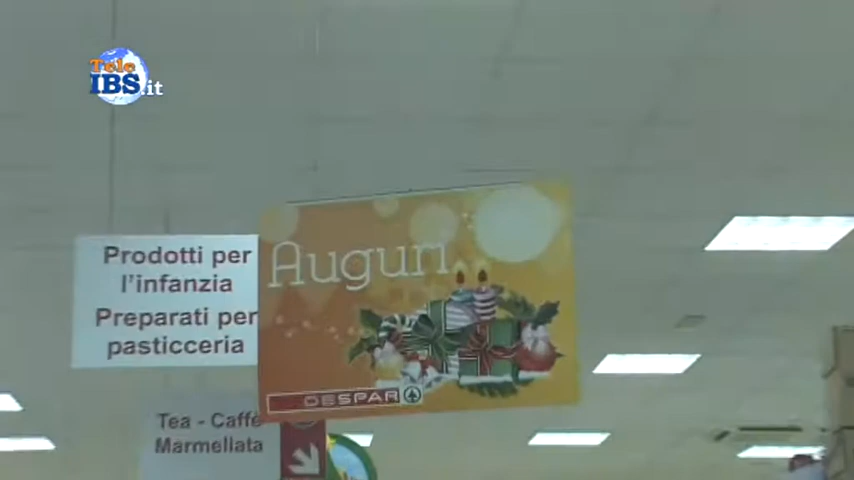 Tele
IBS.it
Prodotti per
l'infanzia
Preparati per
pasticceria
Auguri...
DESPAR
Tea - Caffè
Marmellata